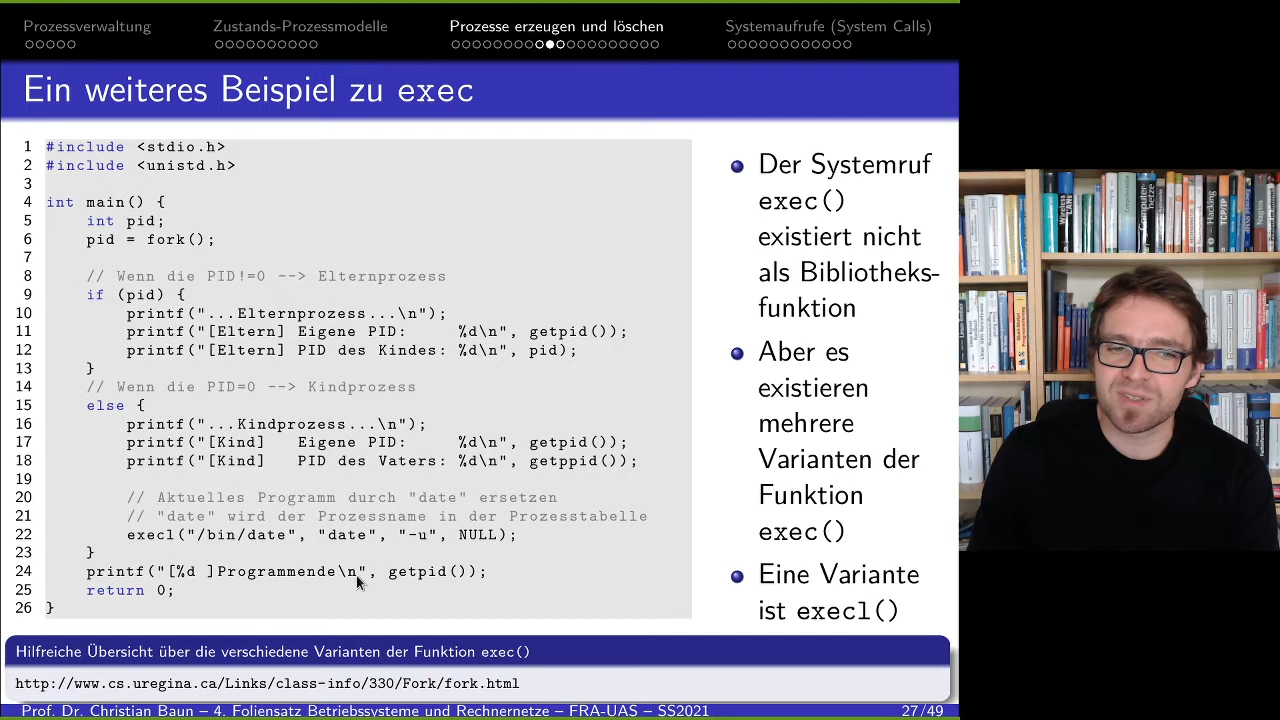 Prozessverwaltung Zustands-Prozessmodelle Prozesse erzeugen und löschen Systemaufrufe (System Calls)
Ein weiteres Beispiel zu exec
1 #include <stdio.h>
2 #include <unistd.h>
3
4 int main() {
5     int pid;
6     pid = fork();
7
8     // Wenn die PID!=0 --> Elternprozess
9     if (pid) {
10         printf("...Elternprozess...\n");
11         printf("[Eltern] Eigene PID:     %d\n", getpid());
12         printf("[Eltern] PID des Kindes: %d\n", pid);
13     }
14     // Wenn die PID=0 --> Kindprozess
15     else {
16         printf("...Kindprozess...\n");
17         printf("[Kind]   Eigene PID:     %d\n", getpid());
18         printf("[Kind]   PID des Vaters: %d\n", getppid());
19
20         // Aktuelles Programm durch "date" ersetzen
21         // "date" wird der Prozessname in der Prozesstabelle
22         execl("/bin/date", "date", "-u", NULL);
23     }
24     printf("[%d ]Programmende\n", getpid());
25     return 0;
26 }
Der Systemruf
exec()
existiert nicht
als Bibliotheks-
funktion
Aber es
existieren
mehrere
Varianten der
Funktion
exec()
Eine Variante
ist execl()
Hilfreiche Übersicht über die verschiedene Varianten der Funktion exec()
http://www.cs.uregina.ca/Links/class-info/330/Fork/fork.html
Prof. Dr. Christian Baun – 4. Foliensatz Betriebssysteme und Rechnernetze – FRA-UAS – SS2021 27/49
Wireless LANs
Computer-netze
Hacking
TCP/IP
Nagios